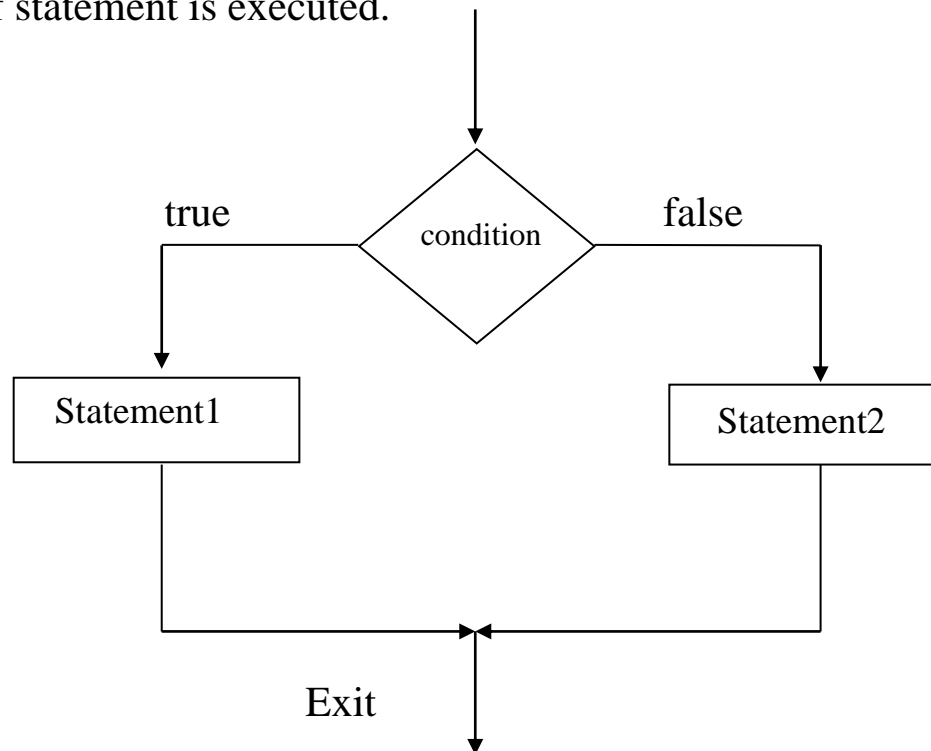 statement is executed.
true
false
condition
Statement1
Statement2
Exit